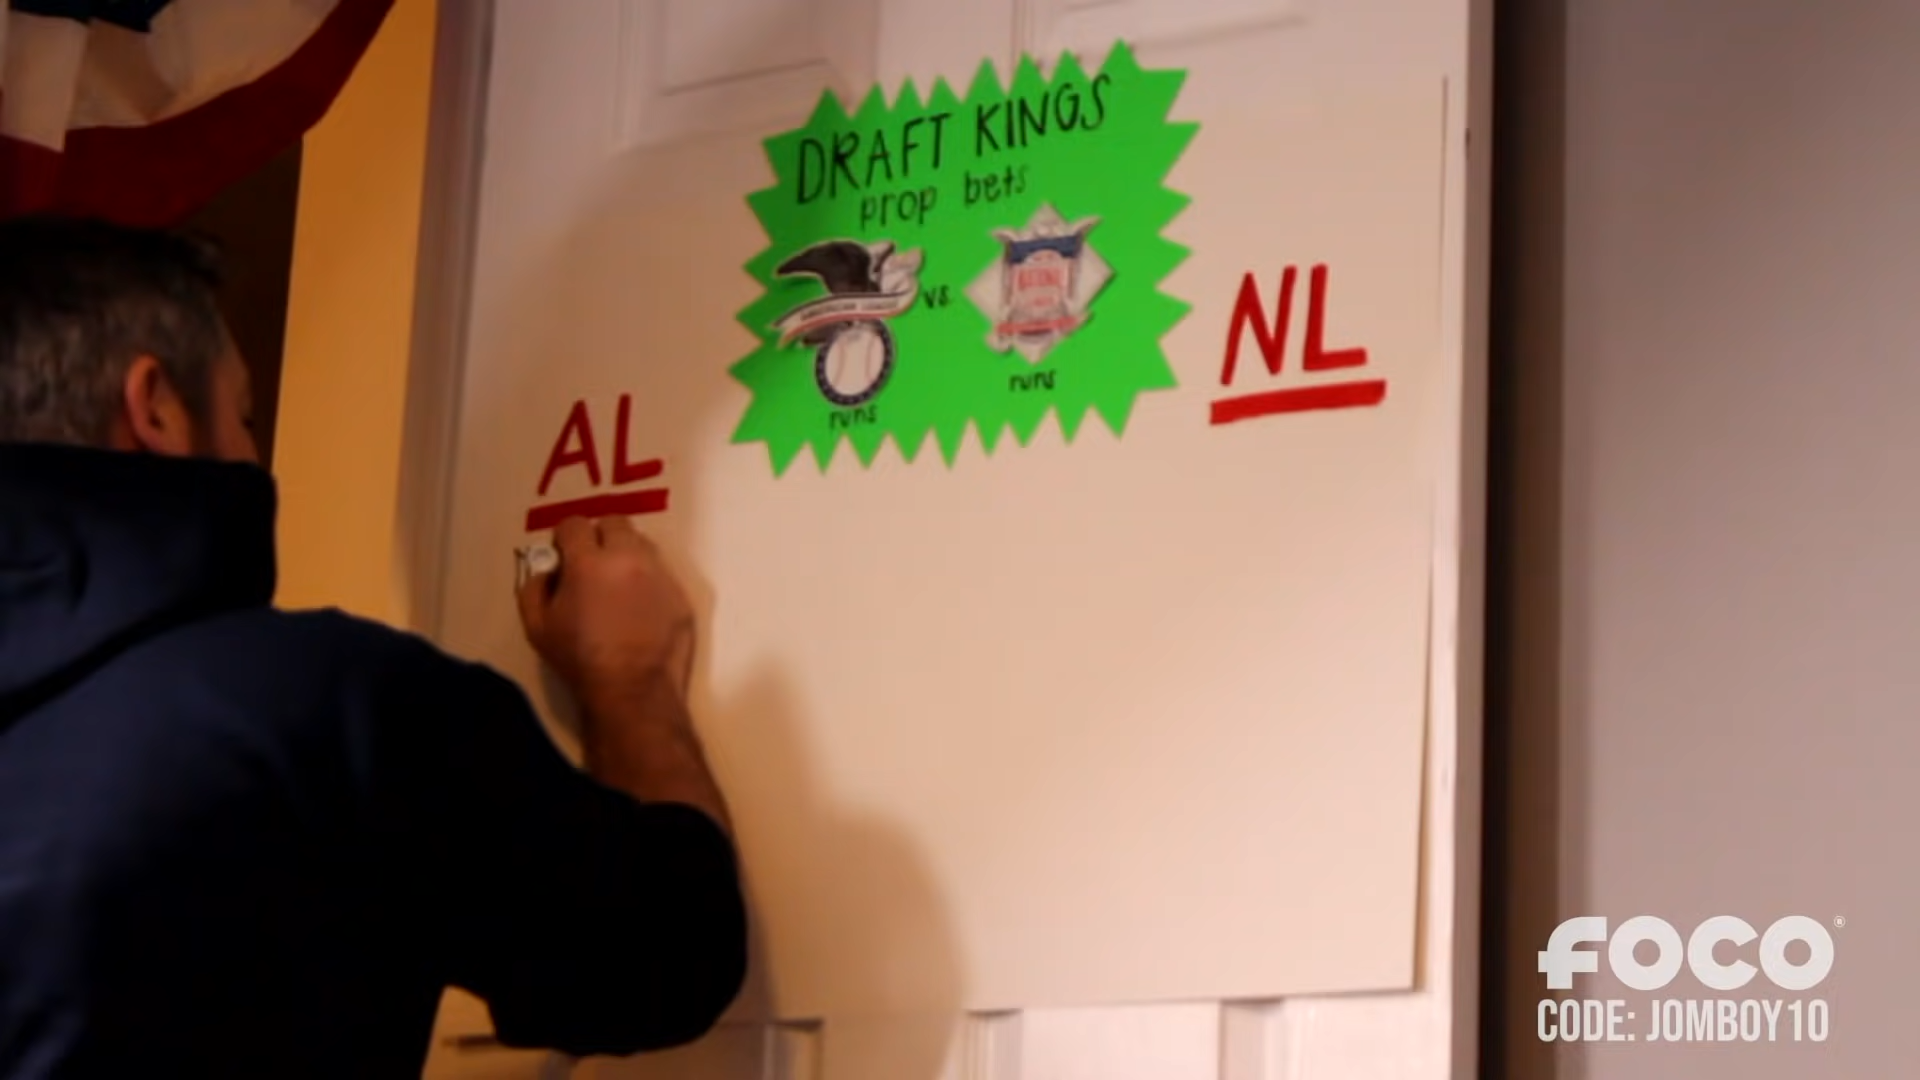 DRAFT KINGS
prop bets
vs.
runs
runs
AL
NL
FOCO®
CODE: JOMBOY10